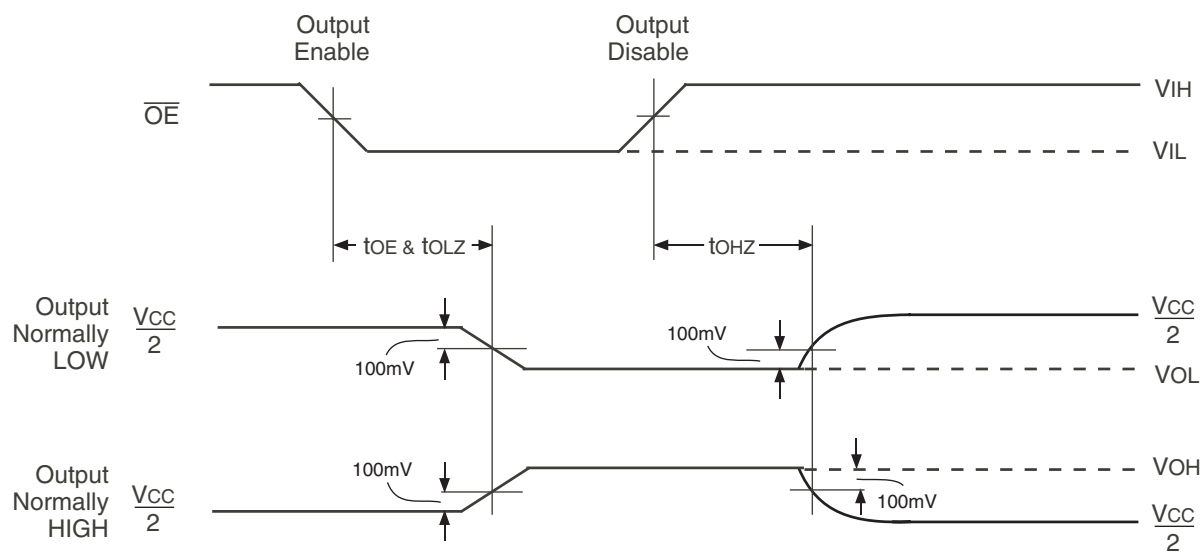 Output
Enable
Output
Disable
OE
VIH
VIL
tOE & tOLZ
tOHZ
Output
Normally
LOW
VCC
2
100mV
100mV
VCC
2
VOL
Output
Normally
HIGH
VCC
2
100mV
100mV
VOH
VCC
2